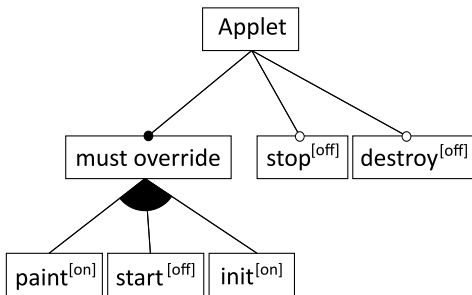 Applet
must override
stop[off]
destroy[off]
paint[on]
start[off]
init[on]